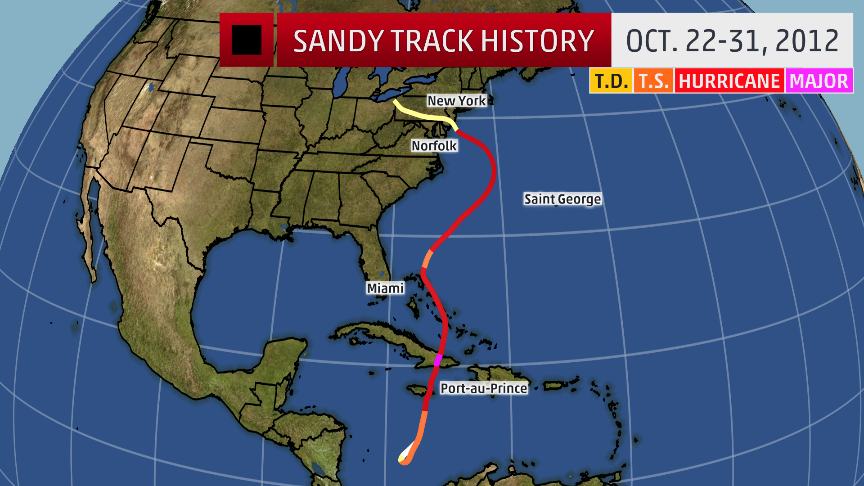 SANDY TRACK HISTORY
OCT. 22-31, 2012
T.D. T.S. HURRICANE MAJOR
New York
Norfolk
Saint George
Miami
Port-au-Prince